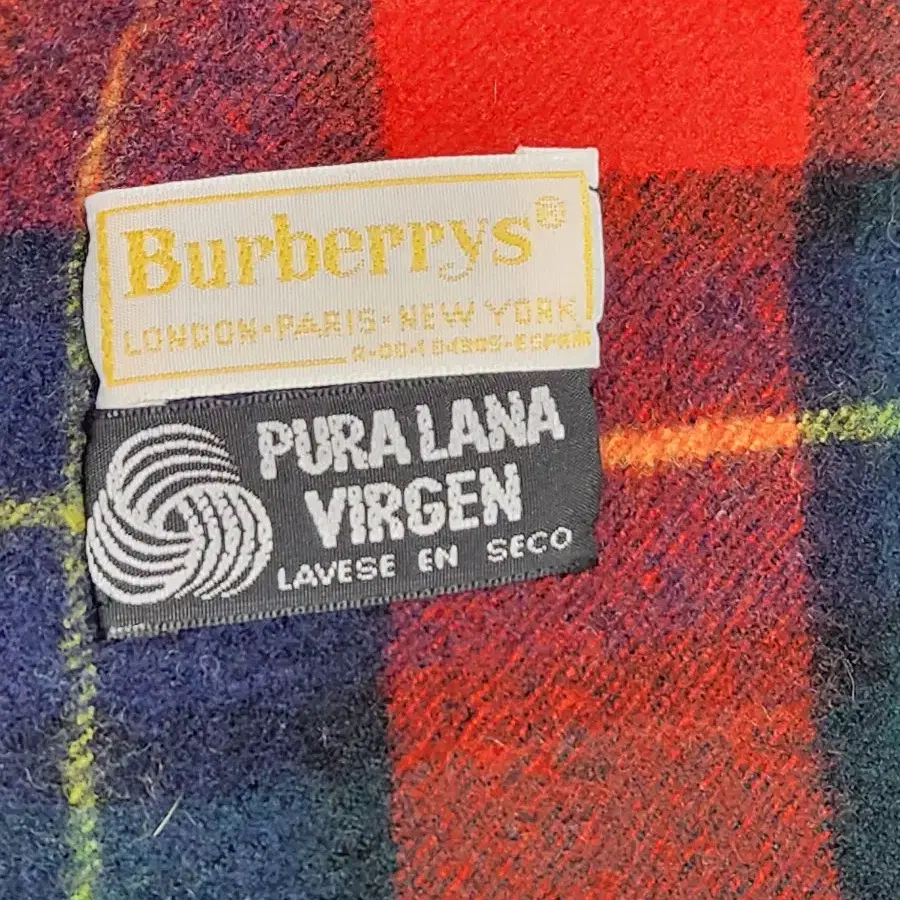 Burberrys®
LONDON·PARIS·NEW YORK
PURA LANA
VIRGEN
LAVESE EN SECO